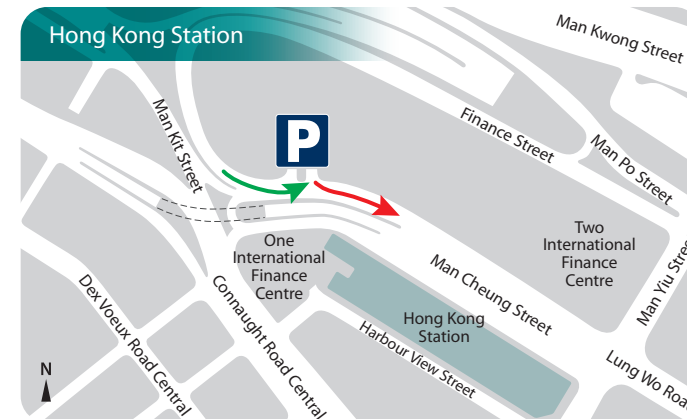 Hong Kong Station
Man Kwong Street
Man Kit Street
P
Finance Street
Man Po Street
One
International
Finance
Centre
Two
International
Finance
Centre
Man Cheung Street
Man Yiu Stree
Dex Voeux Road Central
Connaught Road Central
Hong Kong
Station
Harbour View Street
Lung Wo Road
N